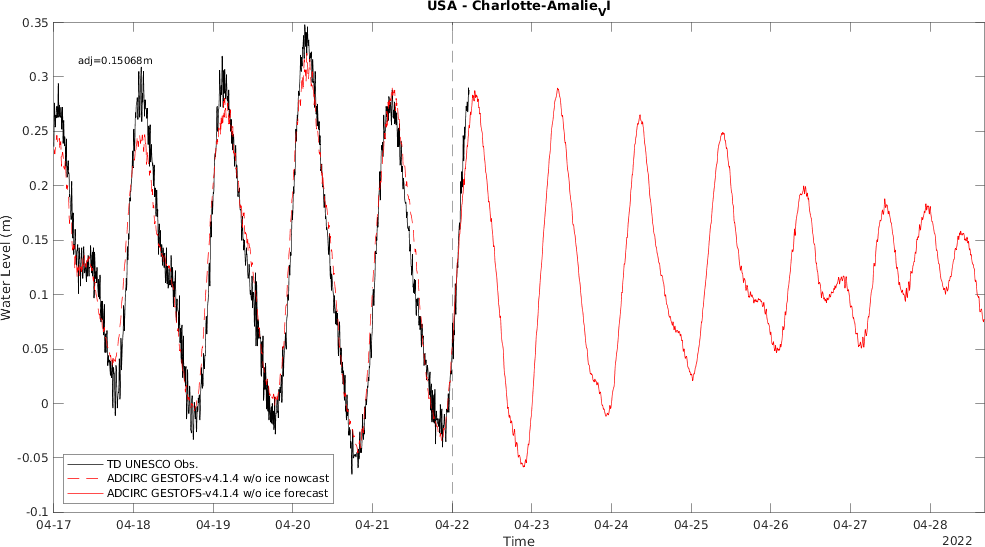 USA - Charlotte-AmalieVI
0.35
adj=0.15068m
0.3
0.25
0.2
0.15
0.1
0.05
0
-0.05
-0.1
Water Level (m)
TD UNESCO Obs.
ADCIRC GESTOFS-v4.1.4 w/o ice nowcast
ADCIRC GESTOFS-v4.1.4 w/o ice forecast
04-17 04-18 04-19 04-20 04-21 04-22 04-23 04-24 04-25 04-26 04-27 04-28
Time
2022